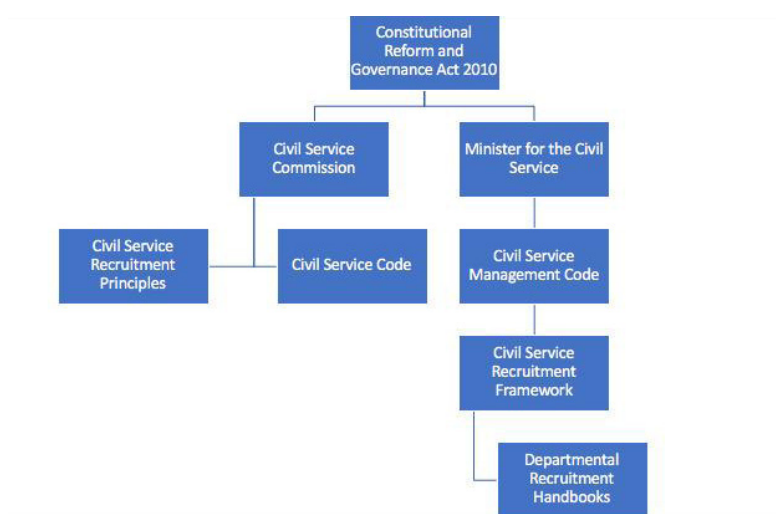 Constitutional
Reform and
Governance Act 2010
Civil Service
Commission
Minister for the Civil
Service
Civil Service
Recruitment
Principles
Civil Service Code
Civil Service
Management Code
Civil Service
Recruitment
Framework
Departmental
Recruitment
Handbooks